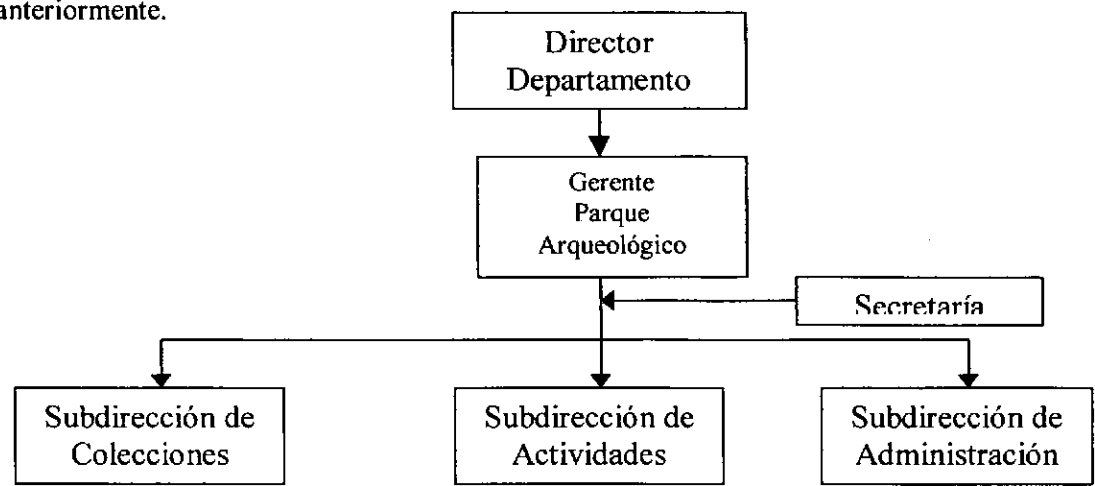 anteriormente.
Director
Departamento
Gerente
Parque
Arqueológico
Secretaría
Subdirección de
Colecciones
Subdirección de
Actividades
Subdirección de
Administración